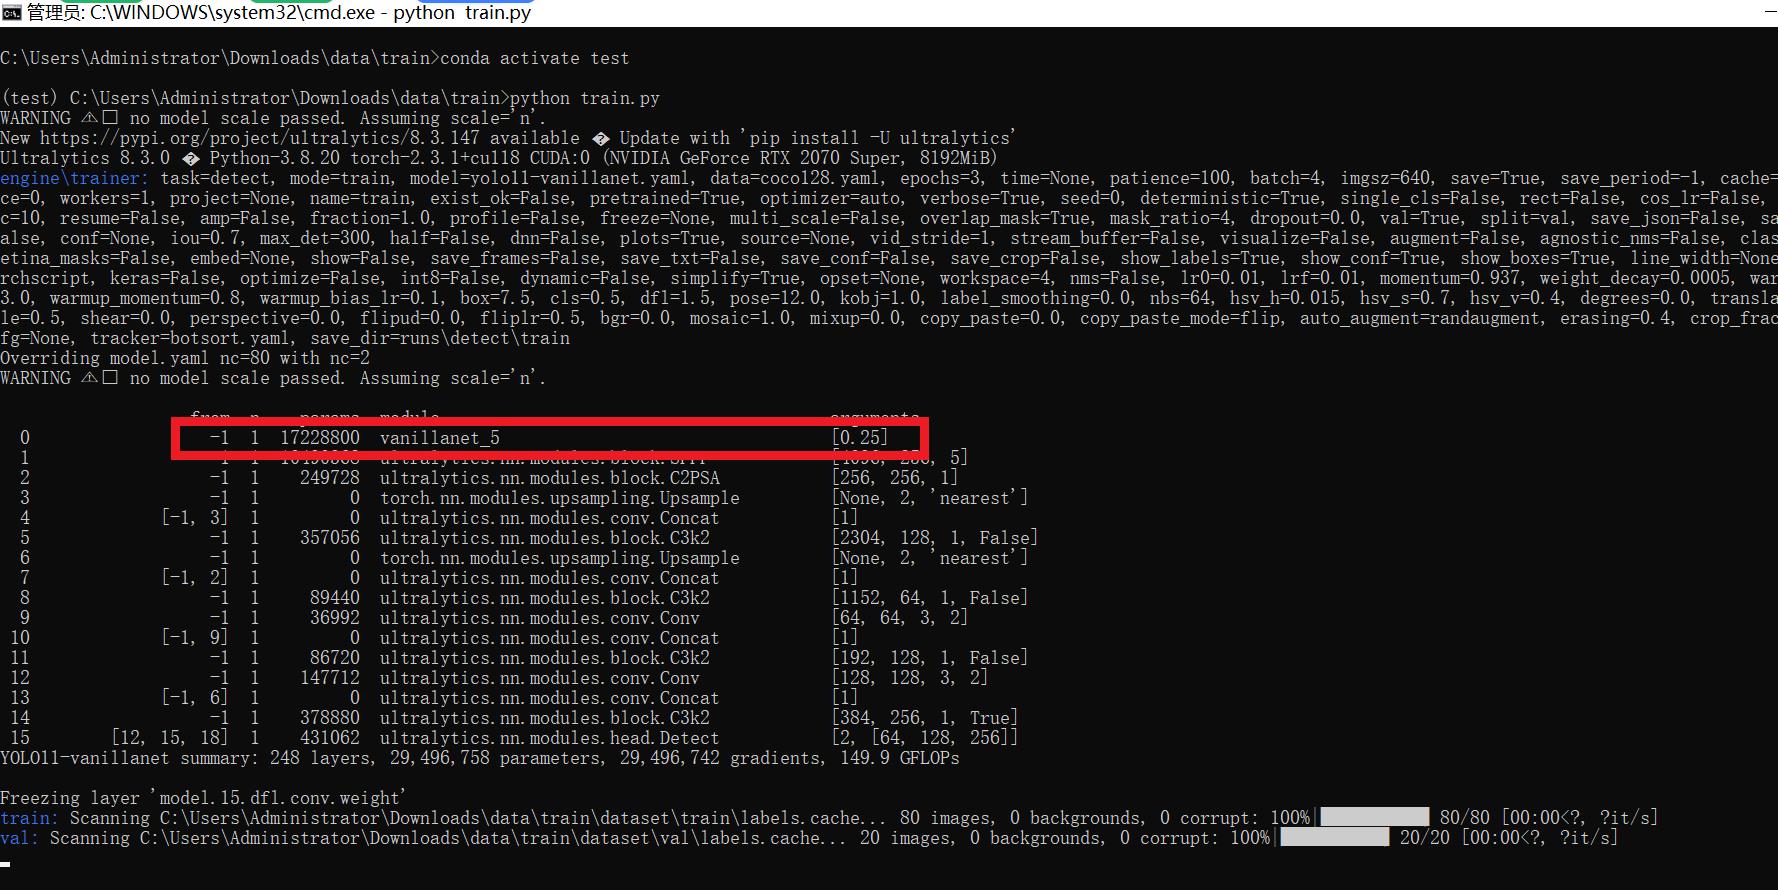 管理员: C:\WINDOWS\system32\cmd.exe - python  train.py
C:\Users\Administrator\Downloads\data\train>conda activate test
(test) C:\Users\Administrator\Downloads\data\train>python train.py
WARNING ⚠□ no model scale passed. Assuming scale='n'.
New https://pypi.org/project/ultralytics/8.3.147 available � Update with 'pip install -U ultralytics'
Ultralytics 8.3.0 � Python-3.8.20 torch-2.3.1+cu118 CUDA:0 (NVIDIA GeForce RTX 2070 Super, 8192MiB)
engine\trainer: task=detect, mode=train, model=yolo11-vanillanet.yaml, data=coco128.yaml, epochs=3, time=None, patience=100, batch=4, imgsz=640, save=True, save_period=-1, cache=
ce=0, workers=1, project=None, name=train, exist_ok=False, pretrained=True, optimizer=auto, verbose=True, seed=0, deterministic=True, single_cls=False, rect=False, cos_lr=False,
c=10, resume=False, amp=False, fraction=1.0, profile=False, freeze=None, multi_scale=False, overlap_mask=True, mask_ratio=4, dropout=0.0, val=True, split=val, save_json=False, sa
alse, conf=None, iou=0.7, max_det=300, half=False, dnn=False, plots=True, source=None, vid_stride=1, stream_buffer=False, visualize=False, augment=False, agnostic_nms=False, clas
etina_masks=False, embed=None, show=False, save_frames=False, save_txt=False, save_conf=False, save_crop=False, show_labels=True, show_conf=True, show_boxes=True, line_width=None
rchscript, keras=False, optimize=False, int8=False, dynamic=False, simplify=True, opset=None, workspace=4, nms=False, lr0=0.01, lrf=0.01, momentum=0.937, weight_decay=0.0005, war
3.0, warmup_momentum=0.8, warmup_bias_lr=0.1, box=7.5, cls=0.5, dfl=1.5, pose=12.0, kobj=1.0, label_smoothing=0.0, nbs=64, hsv_h=0.015, hsv_s=0.7, hsv_v=0.4, degrees=0.0, transla
le=0.5, shear=0.0, perspective=0.0, flipud=0.0, fliplr=0.5, bgr=0.0, mosaic=1.0, mixup=0.0, copy_paste=0.0, copy_paste_mode=flip, auto_augment=randaugment, erasing=0.4, crop_frac
fg=None, tracker=botsort.yaml, save_dir=runs\detect\train
Overriding model.yaml nc=80 with nc=2
WARNING ⚠□ no model scale passed. Assuming scale='n'.
from  n    params  module                                       arguments
0                  -1  1  17228800  vanillanet_5                                 [0.25]
1                  -1  1            ultralytics.nn.modules.block.SPPF            [4096, 256, 5]
2                  -1  1    249728  ultralytics.nn.modules.block.C2PSA           [256, 256, 1]
3                  -1  1         0  torch.nn.modules.upsampling.Upsample         [None, 2, 'nearest']
4             [-1, 3]  1         0  ultralytics.nn.modules.conv.Concat           [1]
5                  -1  1    357056  ultralytics.nn.modules.block.C3k2            [2304, 128, 1, False]
6                  -1  1         0  torch.nn.modules.upsampling.Upsample         [None, 2, 'nearest']
7             [-1, 2]  1         0  ultralytics.nn.modules.conv.Concat           [1]
8                  -1  1     89440  ultralytics.nn.modules.block.C3k2            [1152, 64, 1, False]
9                  -1  1     36992  ultralytics.nn.modules.conv.Conv             [64, 64, 3, 2]
10             [-1, 9]  1         0  ultralytics.nn.modules.conv.Concat           [1]
11                  -1  1     86720  ultralytics.nn.modules.block.C3k2            [192, 128, 1, False]
12                  -1  1    147712  ultralytics.nn.modules.conv.Conv             [128, 128, 3, 2]
13             [-1, 6]  1         0  ultralytics.nn.modules.conv.Concat           [1]
14                  -1  1    378880  ultralytics.nn.modules.block.C3k2            [384, 256, 1, True]
15        [12, 15, 18]  1    431062  ultralytics.nn.modules.head.Detect           [2, [64, 128, 256]]
YOLO11-vanillanet summary: 248 layers, 29,496,758 parameters, 29,496,742 gradients, 149.9 GFLOPs
Freezing layer 'model.15.dfl.conv.weight'
train: Scanning C:\Users\Administrator\Downloads\data\train\dataset\train\labels.cache... 80 images, 0 backgrounds, 0 corrupt: 100%|██████████| 80/80 [00:00<?, ?it/s]
val: Scanning C:\Users\Administrator\Downloads\data\train\dataset\val\labels.cache... 20 images, 0 backgrounds, 0 corrupt: 100%|██████████| 20/20 [00:00<?, ?it/s]